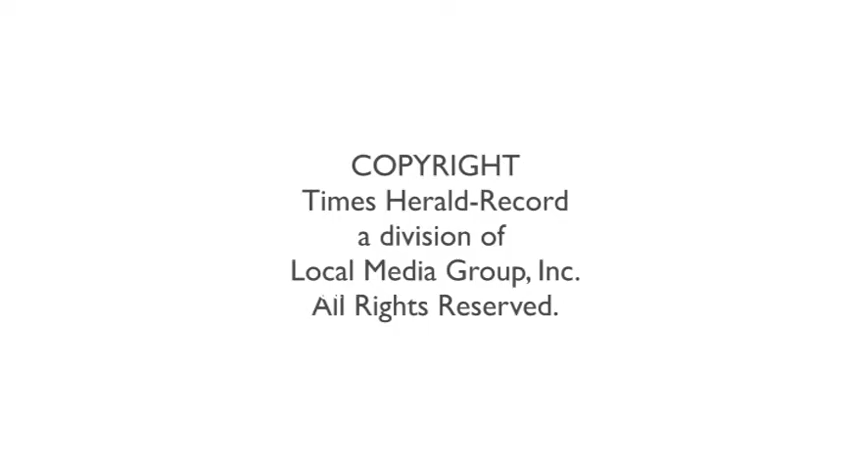 COPYRIGHT
Times Herald-Record
a division of
Local Media Group, Inc.
All Rights Reserved.